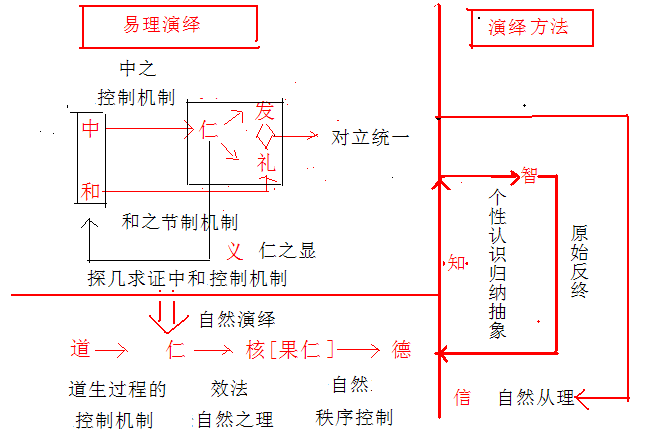 易理演绎
演绎方法
中之
控制机制
中
仁
发
对立统一
礼
和
和之节制机制
义 仁之显
探几求证中和控制机制
智
个性认识归纳抽象
原始反终
知
自然演绎
道
仁
核[果仁]
德
道生过程的
控制机制
效法
自然之理
自然
秩序控制
信
自然从理